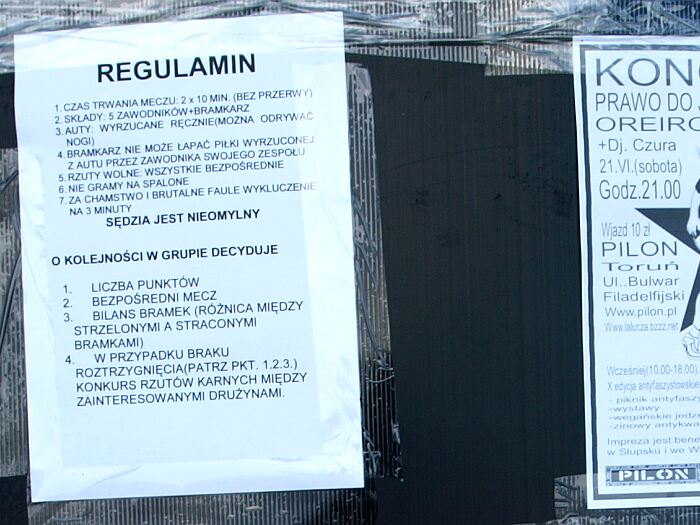 REGULAMIN
1. CZAS TRWANIA MECZU: 2 x 10 MIN. (BEZ PRZERWY)
2. SKŁADY: 5 ZAWODNIKÓW+BRAMKARZ
3. AUTY: WYRZUCANE RĘCZNIE(MOŻNA ODRYWAĆ
NOGI)
4. BRAMKARZ NIE MOŻE ŁAPAĆ PIŁKI WYRZUCONEJ
Z AUTO PRZEZ ZAWODNIKA SWOJEGO ZESPOŁU
5. RZUTY WOLNE: WSZYSTKIE BEZPOŚREDNIE
6. NIE GRAMY NA SPALONE
7. ZA CHAMSTWO I BRUTALNE FAULE WYKLUCZENIE
NA 3 MINUTY
SĘDZIA JEST NIEOMYLNY
O KOLEJNOŚCI W GRUPIE DECYDUJE
1. LICZBA PUNKTÓW
2. BEZPOŚREDNI MECZ
3. BILANS BRAMEK (RÓŻNICA MIĘDZY
STRZELONYMI A STRACONYMI
BRAMKAMI)
4. W PRZYPADKU BRAKU
ROZTRZYGNIĘCIA(PATRZ PKT. 1.2.3.)
KONKURS RZUTÓW KARNYCH MIĘDZY
ZAINTERESOWANYMI DRUŻYNAMI.
KON
PRAWO DO
OREIRO
+Dj. Czura
21.VI.(sobota)
Godz.21.00
Wjazd 10 zł
PILON
Toruń
Ul..Bulwar
Filadelfijski
Www.pilon.pl
Www.lalucza.bzzz.net
Wcześniej(10.00-18.00).
X edycja antyfaszystowskie
- piknik antyfaszy
-wystawy
-wegańskie jedz
-zinowy antykwa
Impreza jest bene
w Słupsku i we W
PILON